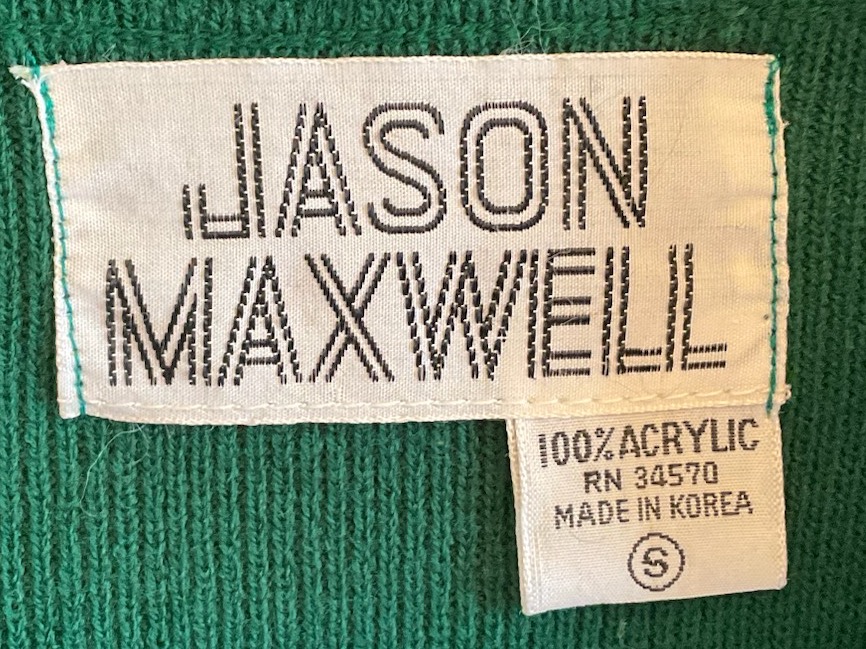 JASON
MAXWELL
100% ACRYLIC
RN 34570
MADE IN KOREA
S